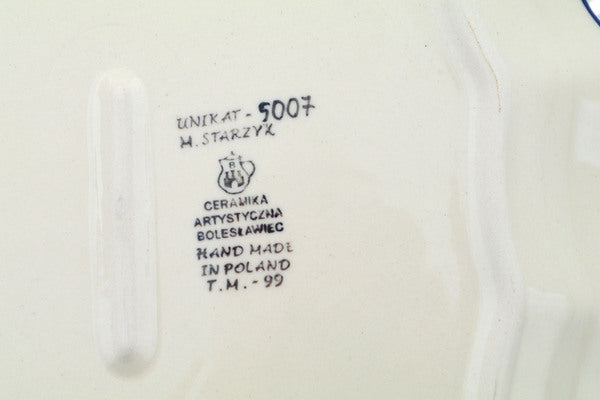 UNIKAT - 5007
M. STARZYK
B
CERAMIKA
ARTYSTYCZNA
BOLESŁAWIEC
HAND MADE
IN POLAND
T.M. - 99